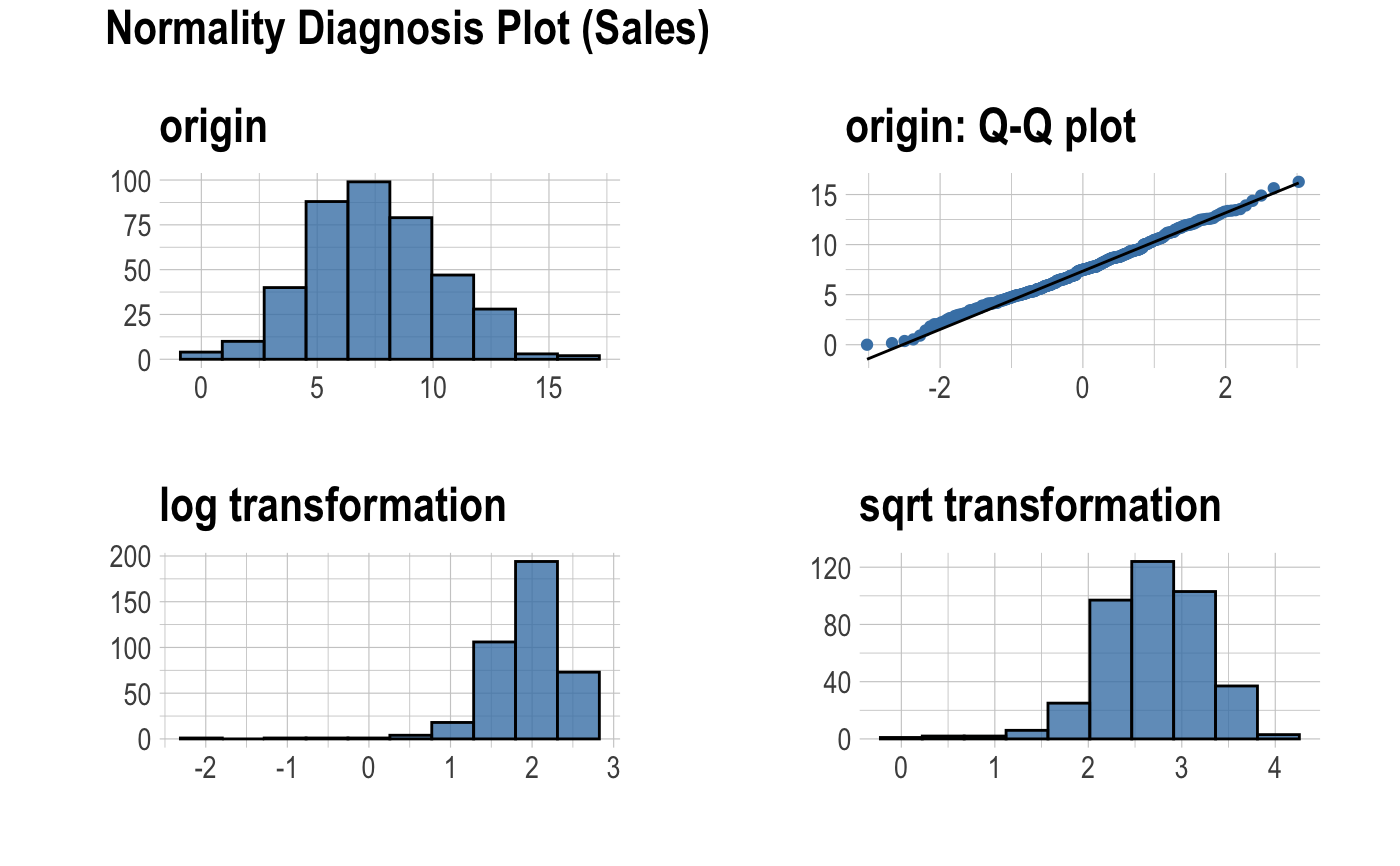 Normality Diagnosis Plot (Sales)
origin
100
75
50
25
0
0 5 10 15
origin: Q-Q plot
15
10
5
0
-2 0 2
log transformation
200
150
100
50
0
-2 -1 0 1 2 3
sqrt transformation
120
80
40
0
0 1 2 3 4